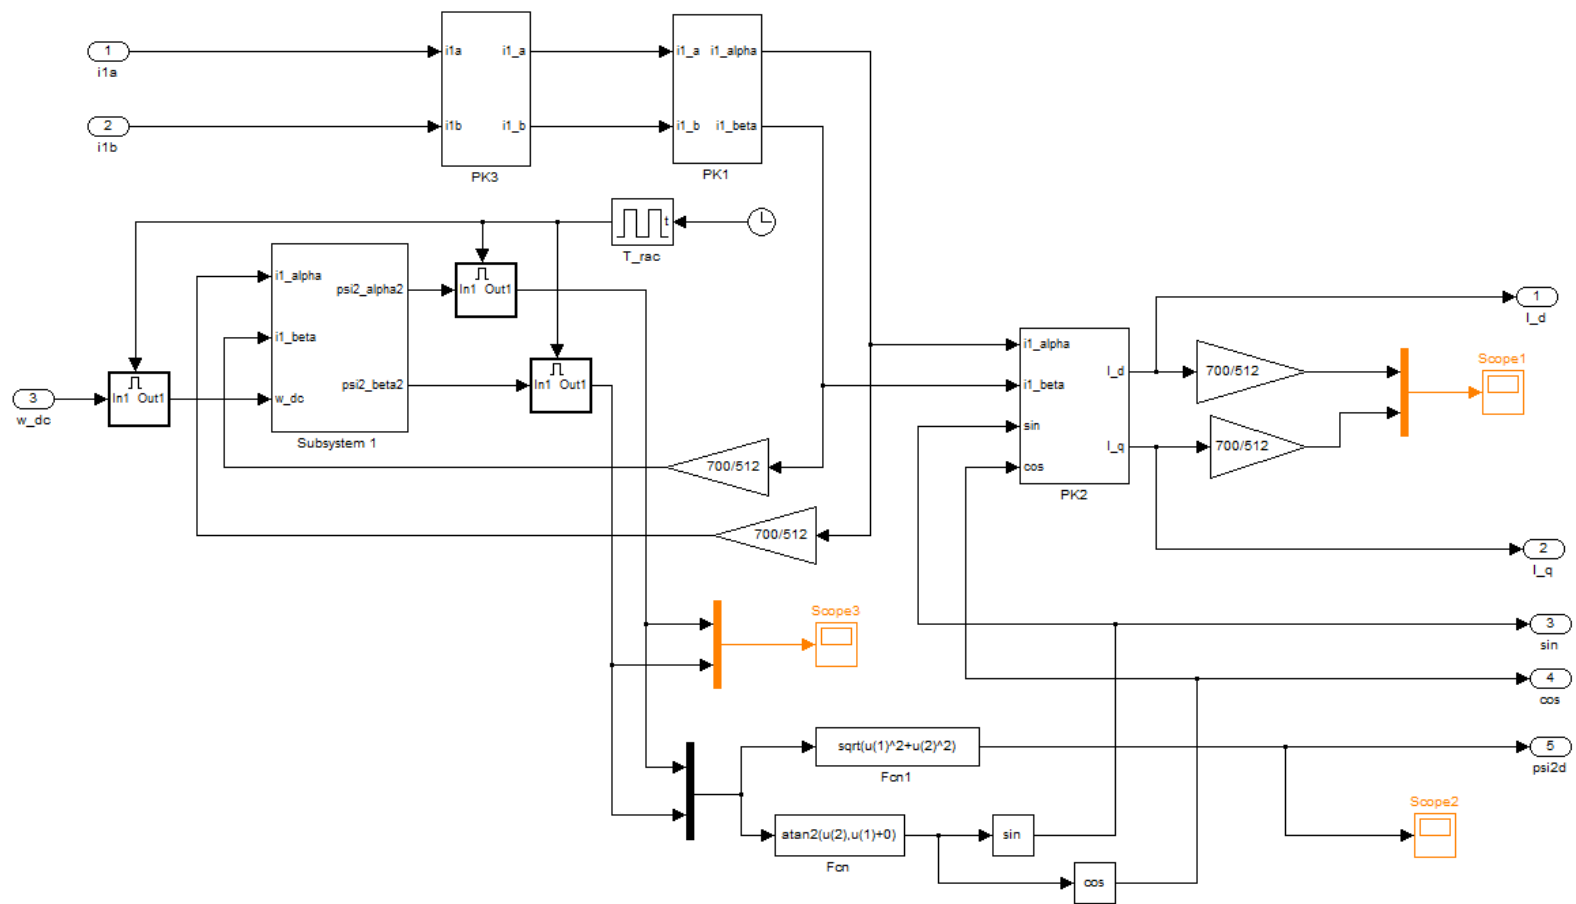 1
i1a
i1a
i1_a
i1_a
i1_alpha
2
i1b
i1b
i1_b
i1_b
i1_beta
PK3
PK1
t
T_rac
i1_alpha
psi2_alpha2
In1 Out1
i1_beta
psi2_beta2
In1 Out1
3
w_dc
In1 Out1
w_dc
Subsystem 1
700/512
700/512
i1_alpha
i1_beta
sin
cos
I_d
I_q
PK2
700/512
700/512
Scope1
1
I_d
2
I_q
3
sin
4
cos
5
psi2d
Scope3
sqrt(u(1)^2+u(2)^2)
Fcn1
atan2(u(2),u(1)+0)
Fcn
sin
cos
Scope2